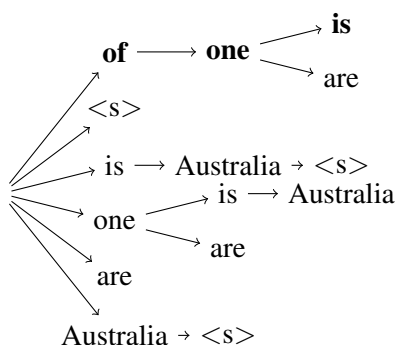 is
of one
are
<s>
is Australia <s>
is Australia
one
are
are
Australia <s>